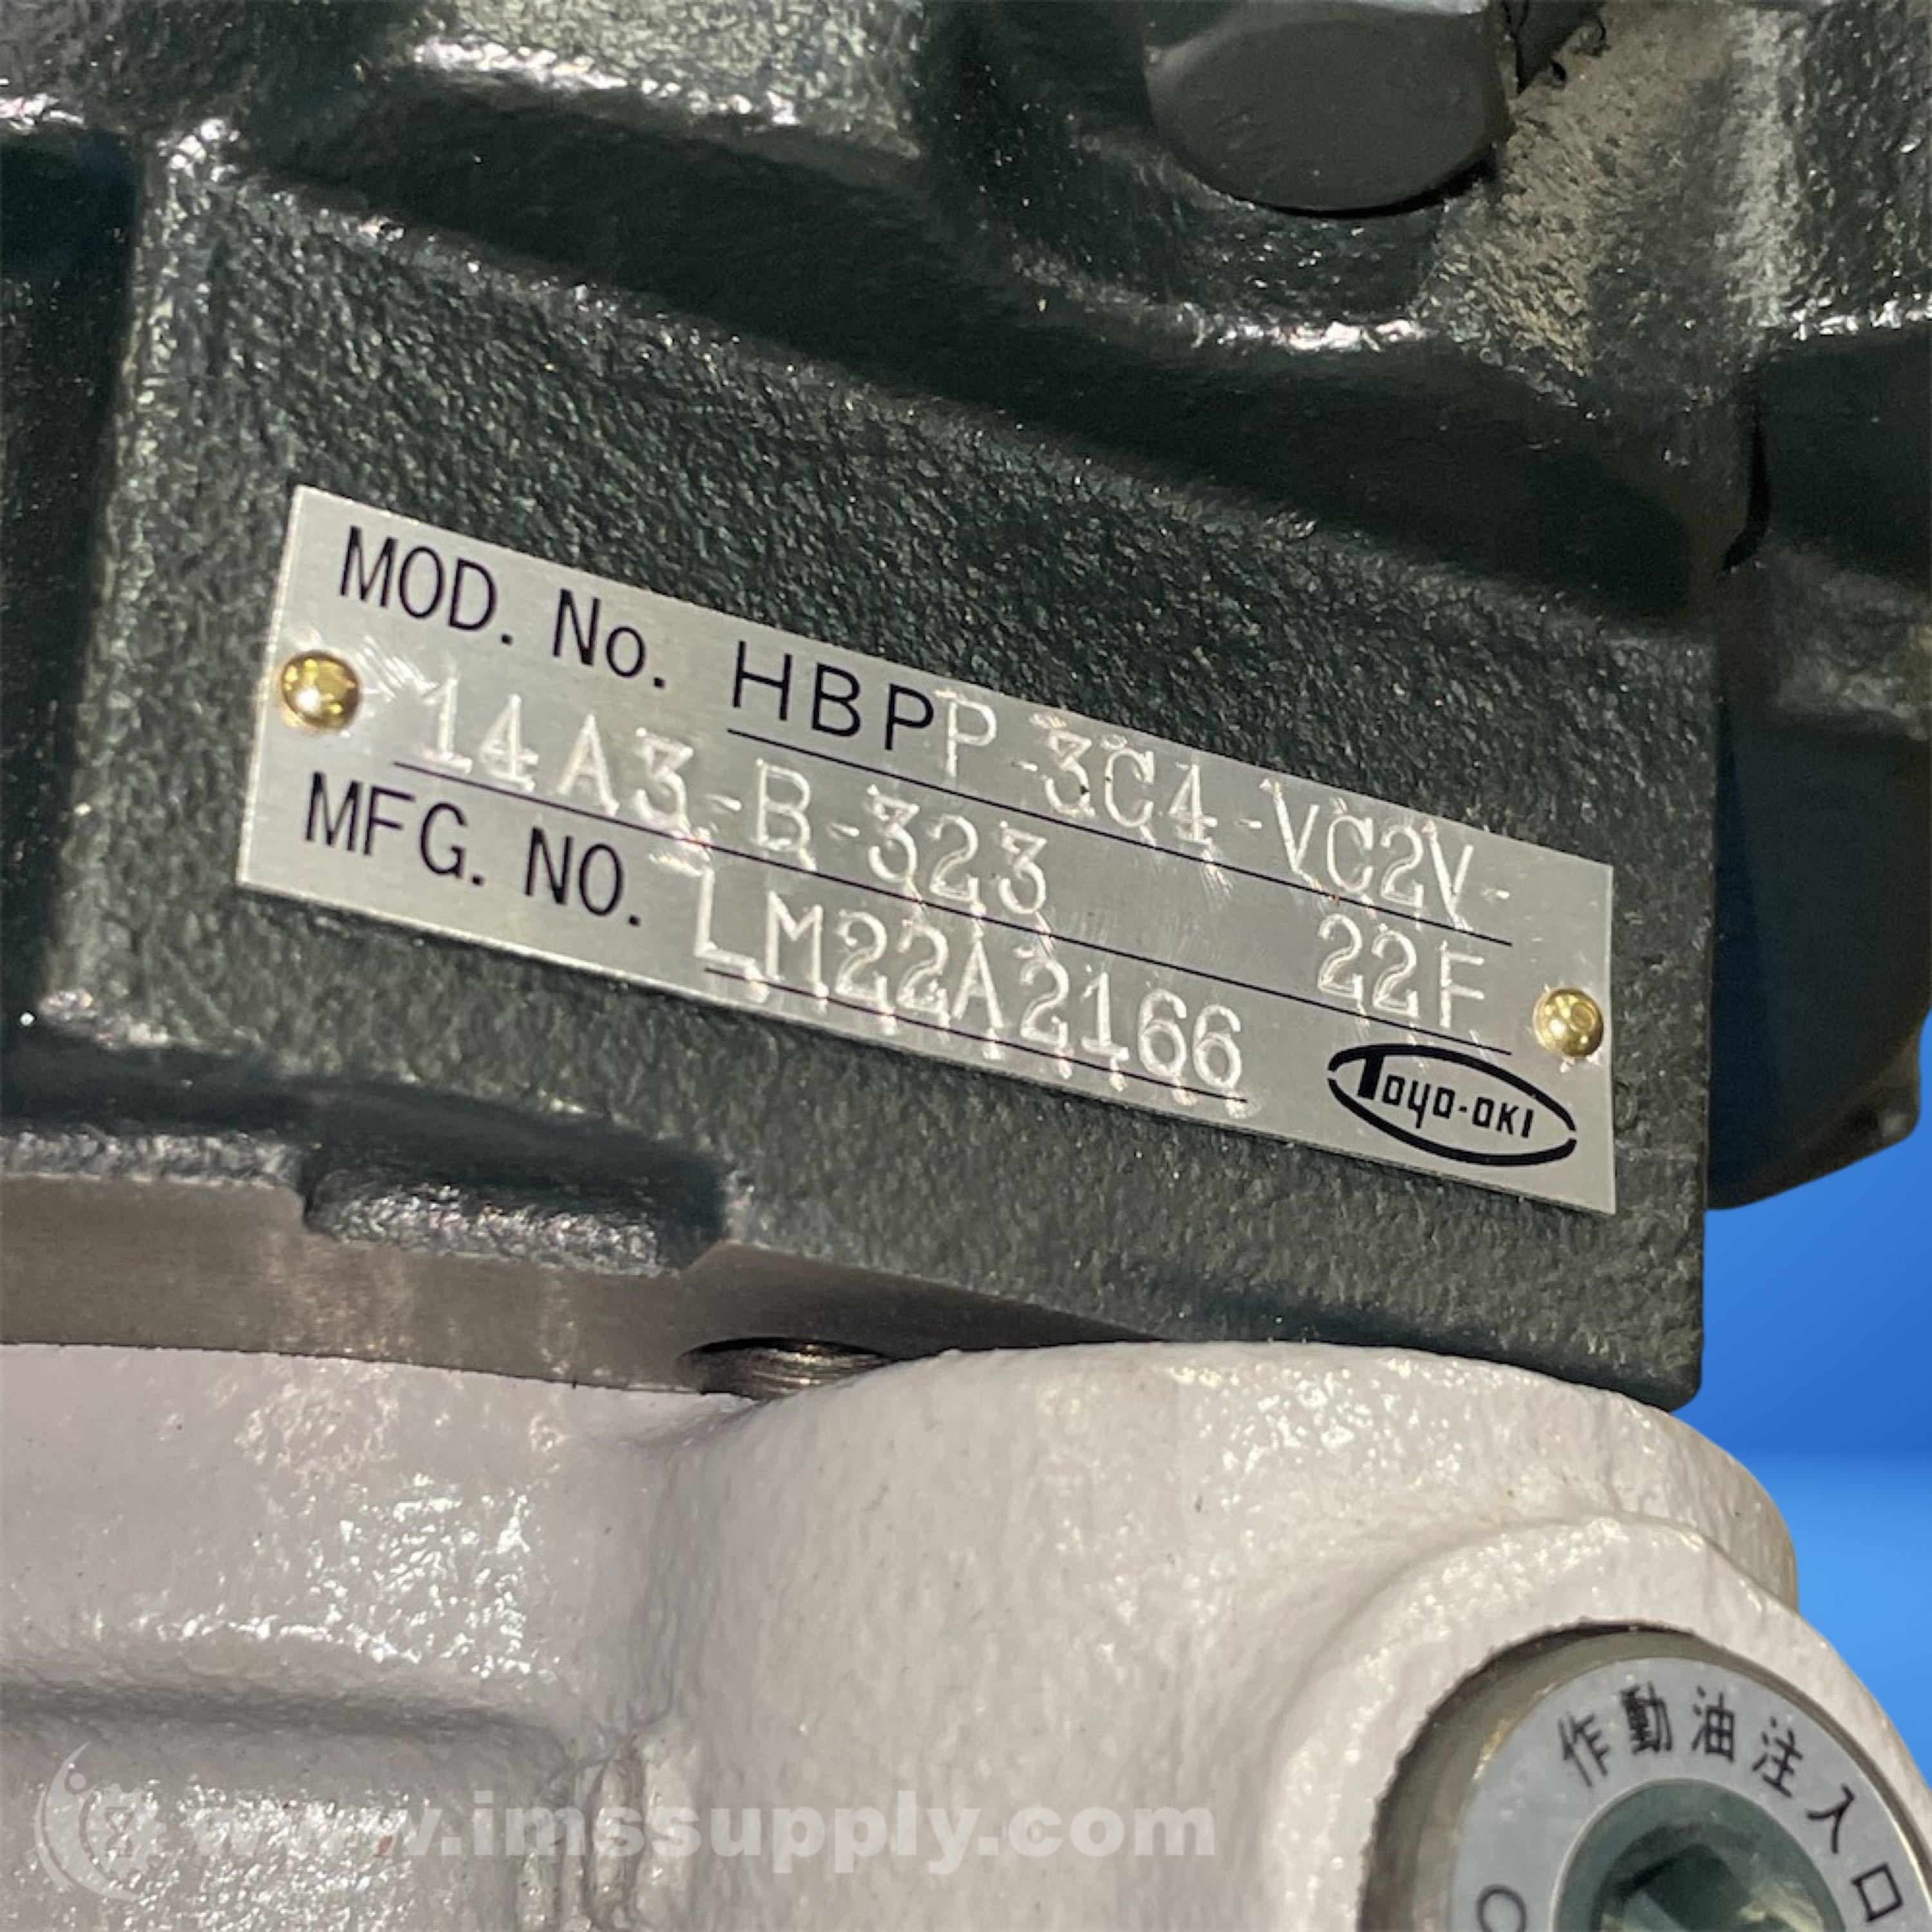 MOD. No. HBPP-3C4-VC2V-
14A3-B-323 22F
MFG. NO. LM22A2166
TOYO-OKI
作動油注入口
www.imssupply.com